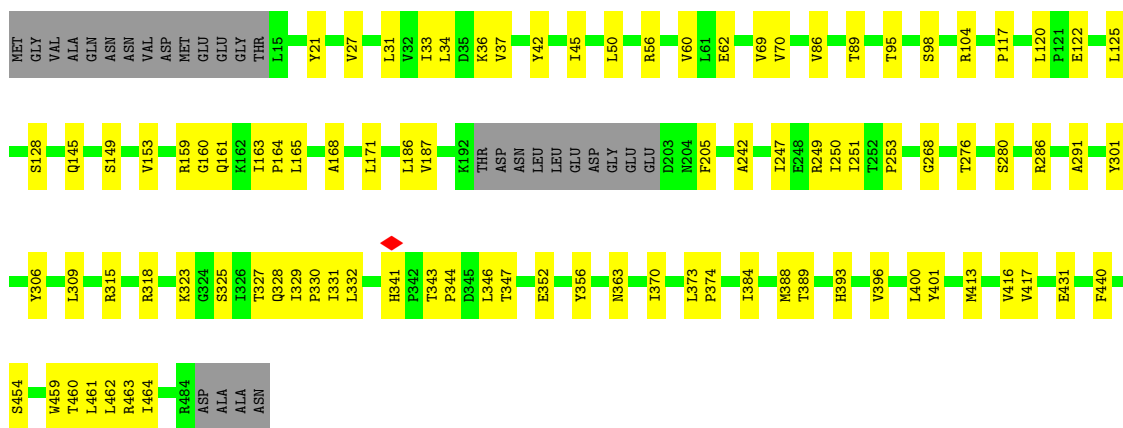 MET GLY VAL ALA GLN ASN ASN VAL ASP MET GLU GLU GLY THR L15 Y21 V27 L31 V32 I33 L34 D35 K36 V37 Y42 I45 L50 R56 V60 L61 E62 V69 V70 V86 T89 T95 S98 R104 P117 L120 P121 E122 L125
S128 Q145 S149 V153 R159 G160 Q161 K162 I163 P164 L165 A168 L171 L186 V187 K192 THR ASP ASN LEU LEU GLU ASP GLY GLU GLU D203 N204 F205 A242 I247 E248 R249 I250 I251 T252 P253 G268 T276 S280 R286 A291 Y301
Y306 L309 R315 R318 K323 G324 S325 I326 T327 Q328 I329 P330 I331 L332 H341 P342 T343 P344 D345 L346 T347 E352 Y356 N363 I370 L373 P374 I384 M388 T389 H393 V396 L400 Y401 M413 V416 V417 E431 F440
S454 W459 T460 L461 L462 R463 I464 R484 ASP ALA ALA ASN